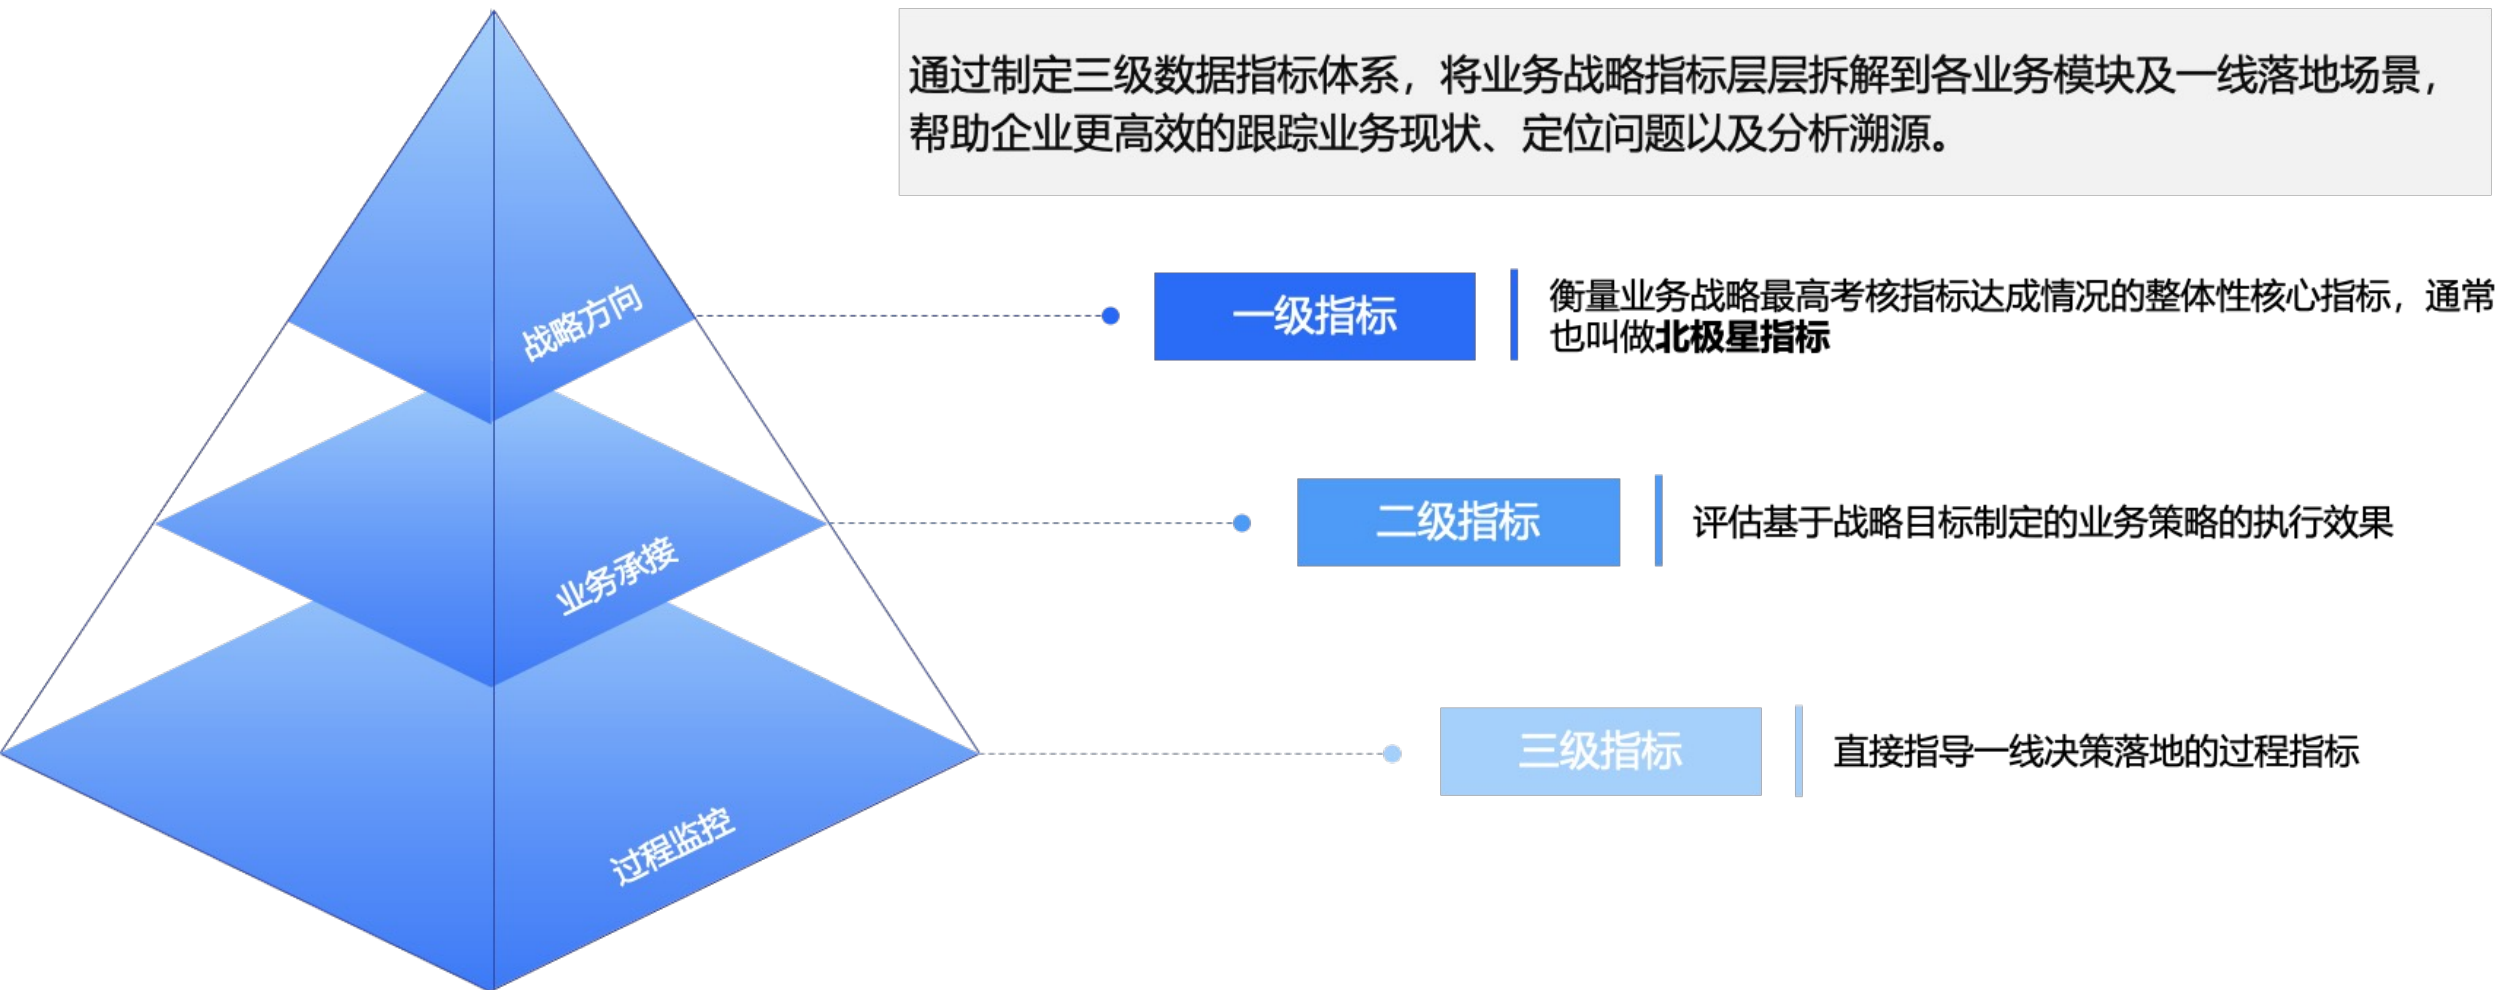 通过制定三级数据指标体系，将业务战略指标层层拆解到各业务模块及一线落地场景，
帮助企业更高效的跟踪业务现状、定位问题以及分析溯源。
战略方向
一级指标
衡量业务战略最高考核指标达成情况的整体性核心指标，通常
也叫做北极星指标
业务承接
二级指标
评估基于战略目标制定的业务策略的执行效果
过程监控
三级指标
直接指导一线决策落地的过程指标